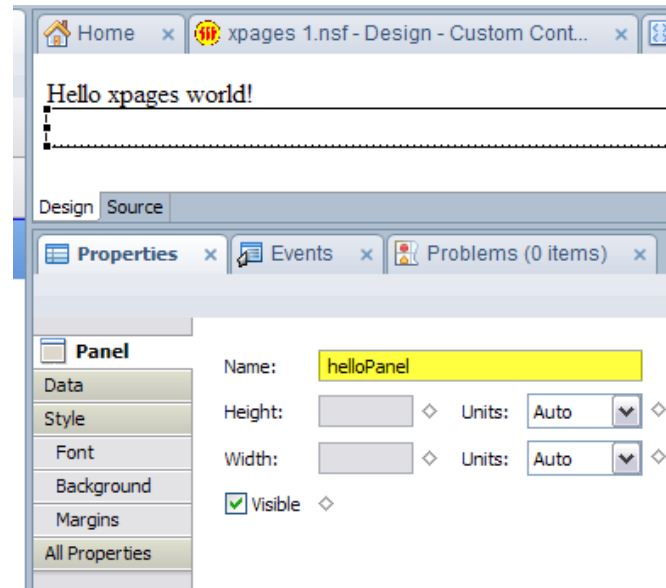 Home xpages 1.nsf - Design - Custom Cont...
Hello xpages world!
Design Source
Properties Events Problems (0 items)
Panel
Name: helloPanel
Data
Height: Units: Auto
Style
Width: Units: Auto
Font
Background
Visible
Margins
All Properties